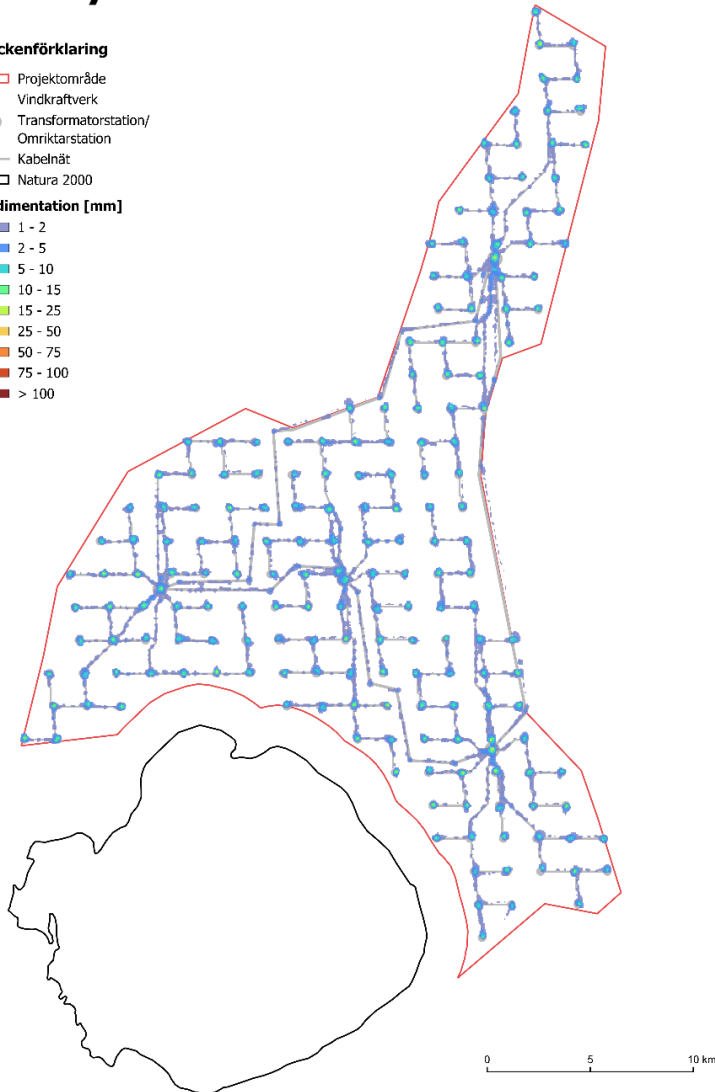 ckenförklaring
Projektområde
Vindkraftverk
Transformatorstation/
Omriktarstation
Kabelnät
Natura 2000
dimentation [mm]
1 - 2
2 - 5
5 - 10
10 - 15
15 - 25
25 - 50
50 - 75
75 - 100
> 100
0 5 10 km